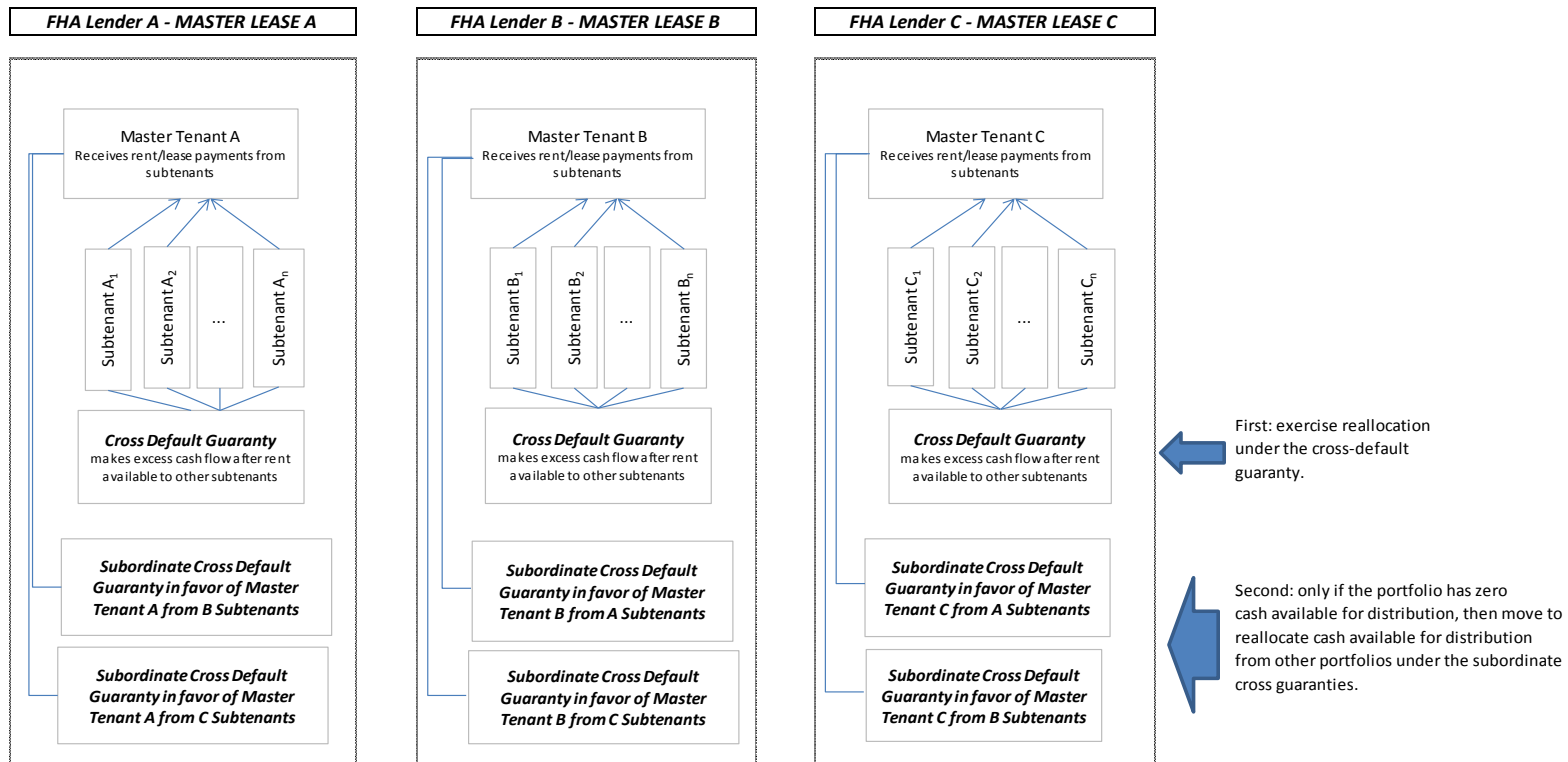 FHA Lender A - MASTER LEASE A
Master Tenant A
Receives rent/lease payments from
subtenants
Subtenant A₁
Subtenant A₂
...
Subtenant Aₙ
Cross Default Guaranty
makes excess cash flow after rent
available to other subtenants
Subordinate Cross Default
Guaranty in favor of Master
Tenant A from B Subtenants
Subordinate Cross Default
Guaranty in favor of Master
Tenant A from C Subtenants
FHA Lender B - MASTER LEASE B
Master Tenant B
Receives rent/lease payments from
subtenants
Subtenant B₁
Subtenant B₂
...
Subtenant Bₙ
Cross Default Guaranty
makes excess cash flow after rent
available to other subtenants
Subordinate Cross Default
Guaranty in favor of Master
Tenant B from A Subtenants
Subordinate Cross Default
Guaranty in favor of Master
Tenant B from C Subtenants
FHA Lender C - MASTER LEASE C
Master Tenant C
Receives rent/lease payments from
subtenants
Subtenant C₁
Subtenant C₂
...
Subtenant Cₙ
Cross Default Guaranty
makes excess cash flow after rent
available to other subtenants
Subordinate Cross Default
Guaranty in favor of Master
Tenant C from A Subtenants
Subordinate Cross Default
Guaranty in favor of Master
Tenant C from B Subtenants
First: exercise reallocation
under the cross-default
guaranty.
Second: only if the portfolio has zero
cash available for distribution, then move to
reallocate cash available for distribution
from other portfolios under the subordinate
cross guaranties.